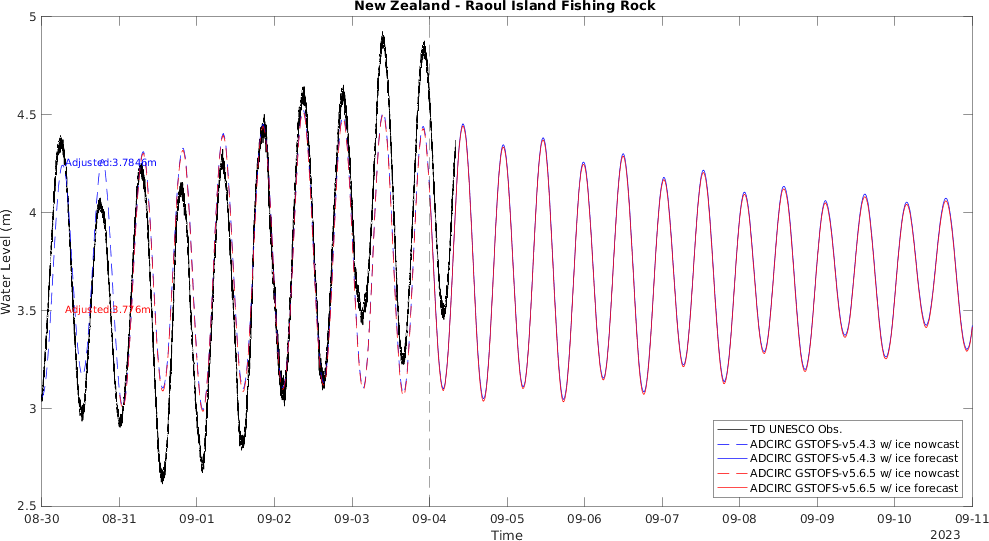 New Zealand - Raoul Island Fishing Rock
5
4.5
4
3.5
3
2.5
Water Level (m)
Adjusted:3.7846m
Adjusted:3.776m
TD UNESCO Obs.
ADCIRC GSTOFS-v5.4.3 w/ ice nowcast
ADCIRC GSTOFS-v5.4.3 w/ ice forecast
ADCIRC GSTOFS-v5.6.5 w/ ice nowcast
ADCIRC GSTOFS-v5.6.5 w/ ice forecast
08-30 08-31 09-01 09-02 09-03 09-04 09-05 09-06 09-07 09-08 09-09 09-10 09-11
Time
2023